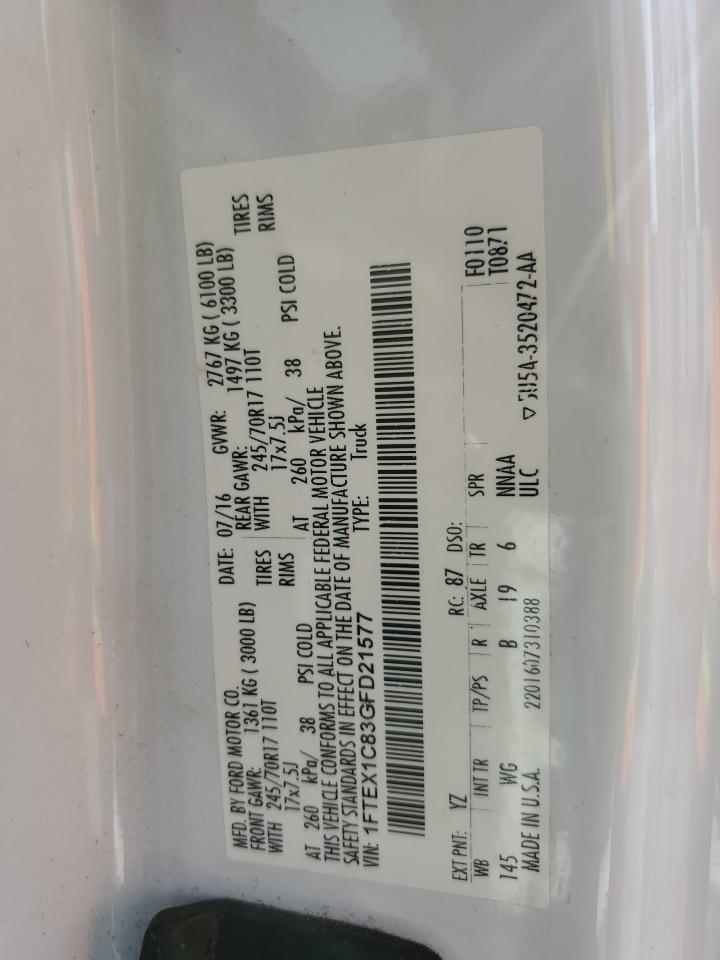 MFD. BY FORD MOTOR CO.
DATE: 07/16 GVWR: 2767 KG ( 6100 LB)
FRONT GAWR: 1361 KG ( 3000 LB)
REAR GAWR: 1497 KG ( 3300 LB)
WITH 245/70R17 110T TIRES
WITH 245/70R17 110T TIRES
17x7.5J RIMS
17x7.5J RIMS
AT 260 kPa/ 38 PSI COLD
AT 260 kPa/ 38 PSI COLD
THIS VEHICLE CONFORMS TO ALL APPLICABLE FEDERAL MOTOR VEHICLE
SAFETY STANDARDS IN EFFECT ON THE DATE OF MANUFACTURE SHOWN ABOVE.
VIN: 1FTEX1C83GFD21577 TYPE: Truck
EXT PNT: YZ RC: 87 DSO:
WB INT TR TP/PS R AXLE TR SPR F0110
145 WG B 19 6 NNAA T0871
MADE IN U.S.A. 2201607310388 ULC
3520472-AA